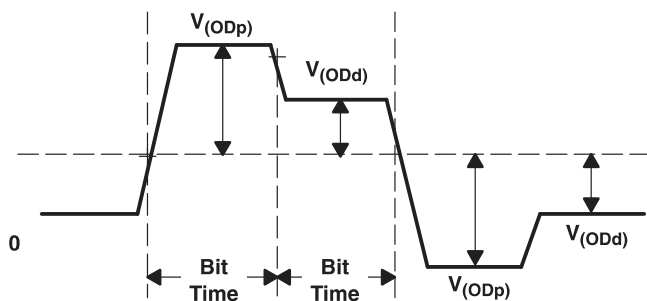 V(ODp)
V(ODd)
0
V(ODd)
Bit
Time
Bit
Time
V(ODp)